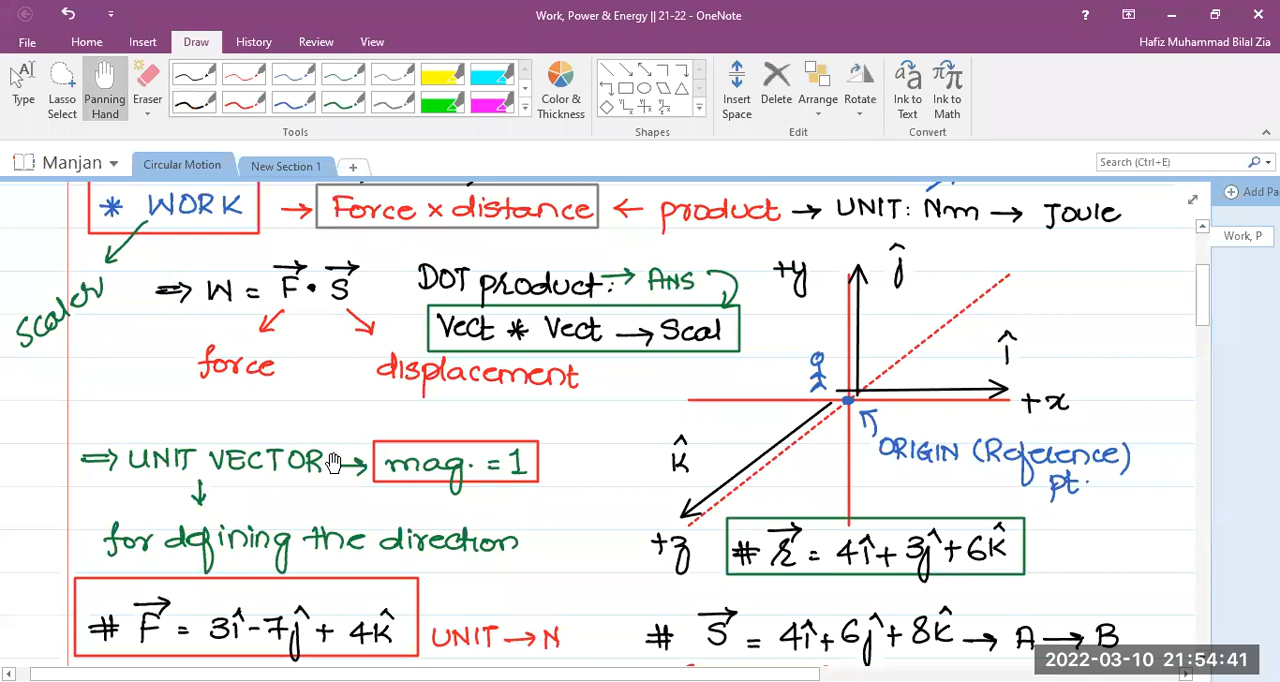 Work, Power & Energy || 21-22 - OneNote
File Home Insert Draw History Review View
Hafiz Muhammad Bilal Zia
Type
Lasso Select
Panning Hand
Eraser
Color & Thickness
Insert Space
Delete
Arrange
Rotate
Ink to Text
Ink to Math
Tools
Shapes
Edit
Convert
Manjan
Circular Motion
New Section 1
Search (Ctrl+E)
Add Pa
Work, P
* WORK → Force × distance ← product → UNIT: Nm → Joule
scaler
⇒ W = F⃗ • S⃗
force
displacement
DOT product: → Ans
Vect * Vect → Scal
+y ĵ
î
+x
k̂
+z
ORIGIN (Reference)
pt.
⇒ UNIT VECTOR → mag. = 1
for defining the direction
# r⃗ = 4î + 3ĵ + 6k̂
# F⃗ = 3î - 7ĵ + 4k̂ UNIT → N
# S⃗ = 4î + 6ĵ + 8k̂ → A → B
2022-03-10 21:54:41